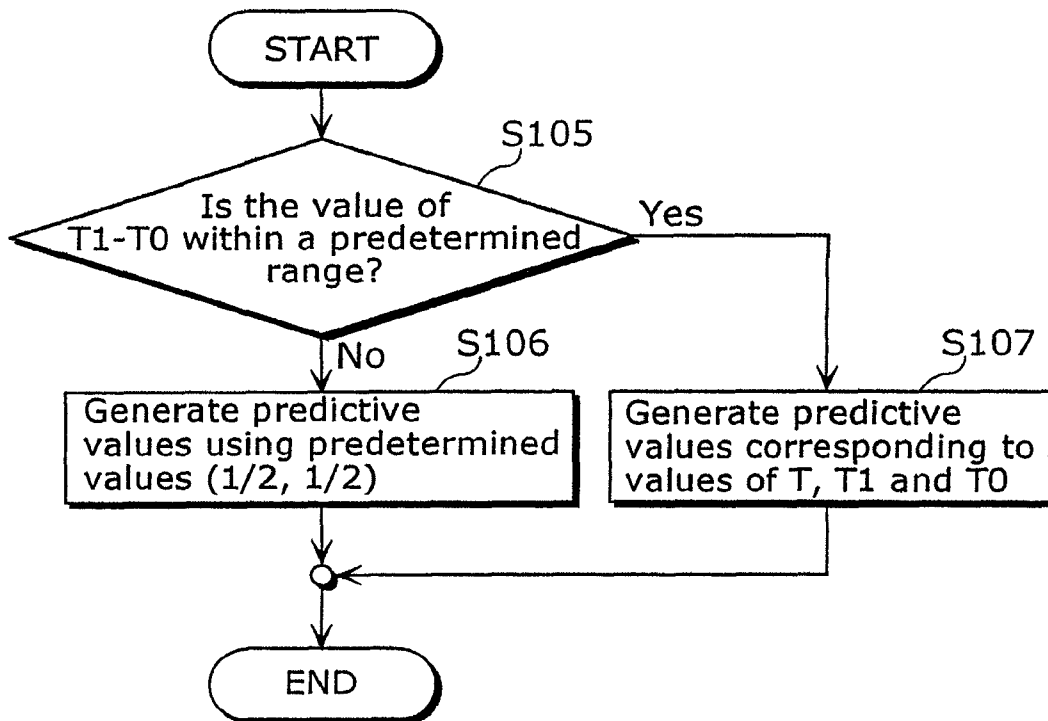 START
S105
Is the value of
T1-T0 within a predetermined
range?
Yes
No
S106
Generate predictive
values using predetermined
values (1/2, 1/2)
S107
Generate predictive
values corresponding to
values of T, T1 and T0
END